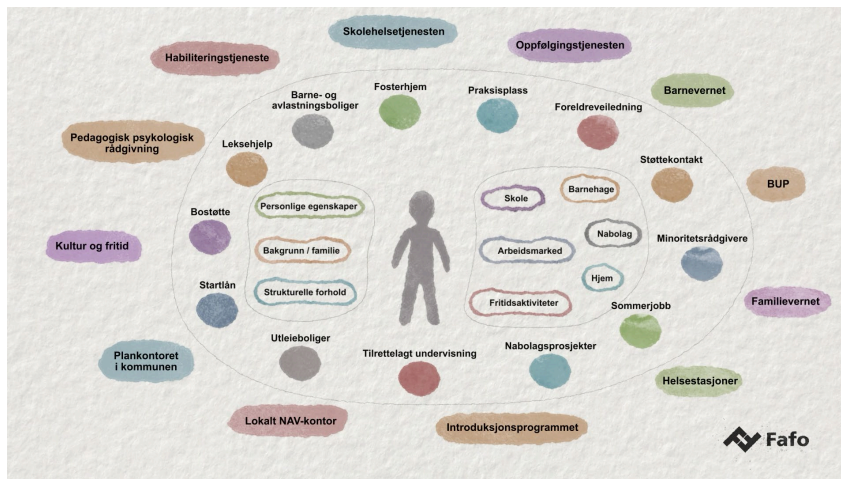 Skolehelsetjenesten
Oppfølgingstjenesten
Habiliteringstjeneste
Barnevernet
Fosterhjem
Praksisplass
Barne- og
avlastningsboliger
Foreldreveiledning
Pedagogisk psykologisk
rådgivning
Leksehjelp
Støttekontakt
BUP
Personlige egenskaper
Skole
Barnehage
Bostøtte
Kultur og fritid
Bakgrunn / familie
Arbeidsmarked
Nabolag
Minoritetsrådgivere
Startlån
Strukturelle forhold
Hjem
Fritidsaktiviteter
Familievernet
Sommerjobb
Utleieboliger
Tilrettelagt undervisning
Nabolagsprosjekter
Plankontoret
i kommunen
Helsestasjoner
Lokalt NAV-kontor
Introduksjonsprogrammet
Fafo